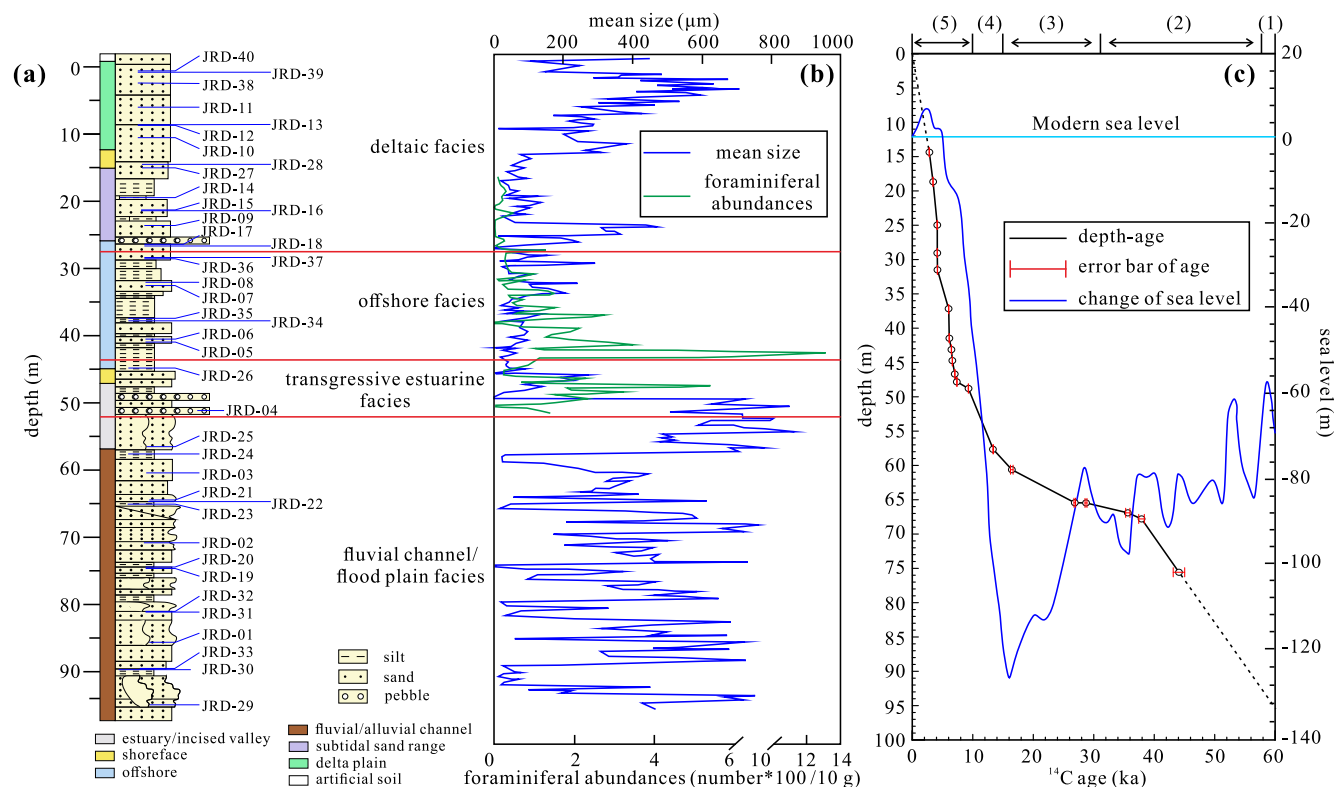 (a)
depth (m)
0
10
20
30
40
50
60
70
80
90
JRD-40
JRD-39
JRD-38
JRD-11
JRD-13
JRD-12
JRD-10
JRD-28
JRD-27
JRD-14
JRD-15
JRD-16
JRD-09
JRD-17
JRD-18
JRD-37
JRD-36
JRD-08
JRD-07
JRD-35
JRD-34
JRD-06
JRD-05
JRD-26
JRD-04
JRD-25
JRD-24
JRD-03
JRD-21
JRD-22
JRD-23
JRD-02
JRD-20
JRD-19
JRD-32
JRD-31
JRD-01
JRD-33
JRD-30
JRD-29
silt
sand
pebble
estuary/incised valley
shoreface
offshore
fluvial/alluvial channel
subtidal sand range
delta plain
artificial soil
mean size (μm)
0 200 400 600 800 1000
(b)
mean size
foraminiferal
abundances
deltaic facies
offshore facies
transgressive estuarine
facies
fluvial channel/
flood plain facies
0 2 4 6 10 12 14
foraminiferal abundances (number*100/10 g)
(5) (4) (3) (2) (1)
(c)
Modern sea level
depth-age
error bar of age
change of sea level
depth (m)
0
5
10
15
20
25
30
35
40
45
50
55
60
65
70
75
80
85
90
95
100
sea level (m)
20
0
-20
-40
-60
-80
-100
-120
-140
0 10 20 30 40 50 60
¹⁴C age (ka)